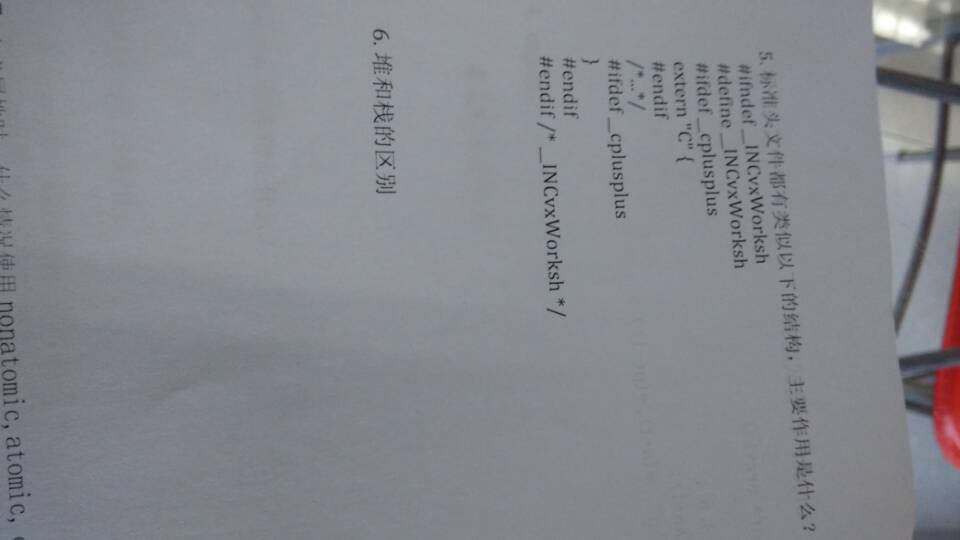 5. 标准头文件都有类似以下的结构，主要作用是什么?
#ifndef _INCvxWorksh
#define _INCvxWorksh
#ifdef _cplusplus
extern "C" {
#endif
/*...*/
#ifdef _cplusplus
}
#endif
#endif /* _INCvxWorksh */
6. 堆和栈的区别
什么情况使用 nonatomic, atomic,